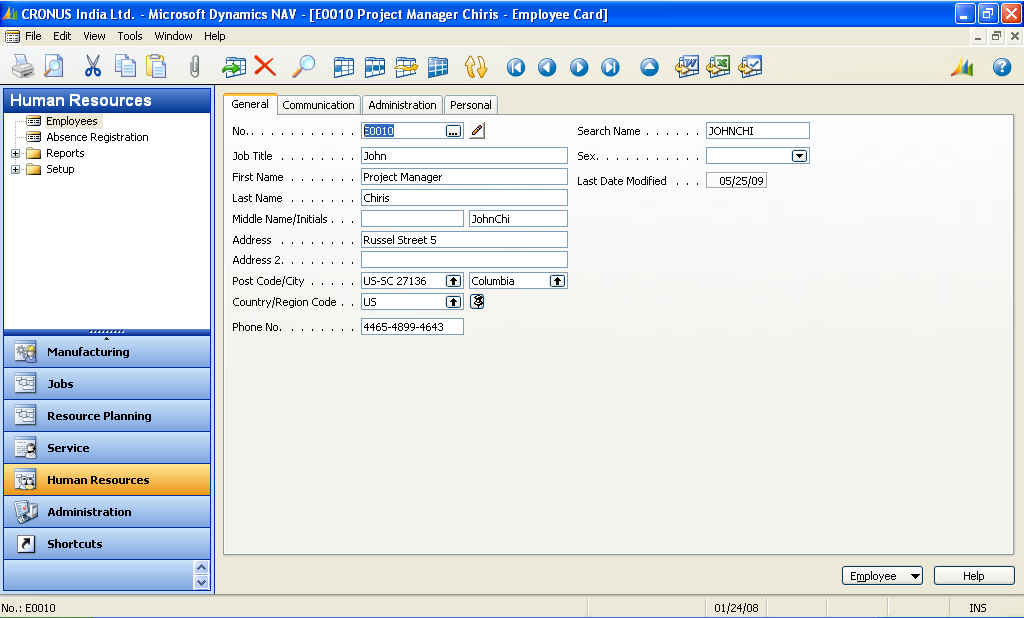 CRONUS India Ltd. - Microsoft Dynamics NAV - [E0010 Project Manager Chiris - Employee Card]
File Edit View Tools Window Help
Human Resources
Employees
Absence Registration
Reports
Setup
Manufacturing
Jobs
Resource Planning
Service
Human Resources
Administration
Shortcuts
General Communication Administration Personal
No. . . . . . . . . . . . E0010 ...
Job Title . . . . . . . . John
First Name . . . . . . . Project Manager
Last Name . . . . . . . . Chiris
Middle Name/Initials . . . JohnChi
Address . . . . . . . . Russel Street 5
Address 2. . . . . . . .
Post Code/City . . . . . US-SC 27136 Columbia
Country/Region Code . . US
Phone No. . . . . . . . 4465-4899-4643
Search Name . . . . . . JOHNCHI
Sex. . . . . . . . . . .
Last Date Modified . . . 05/25/09
Employee Help
No.: E0010 01/24/08 INS